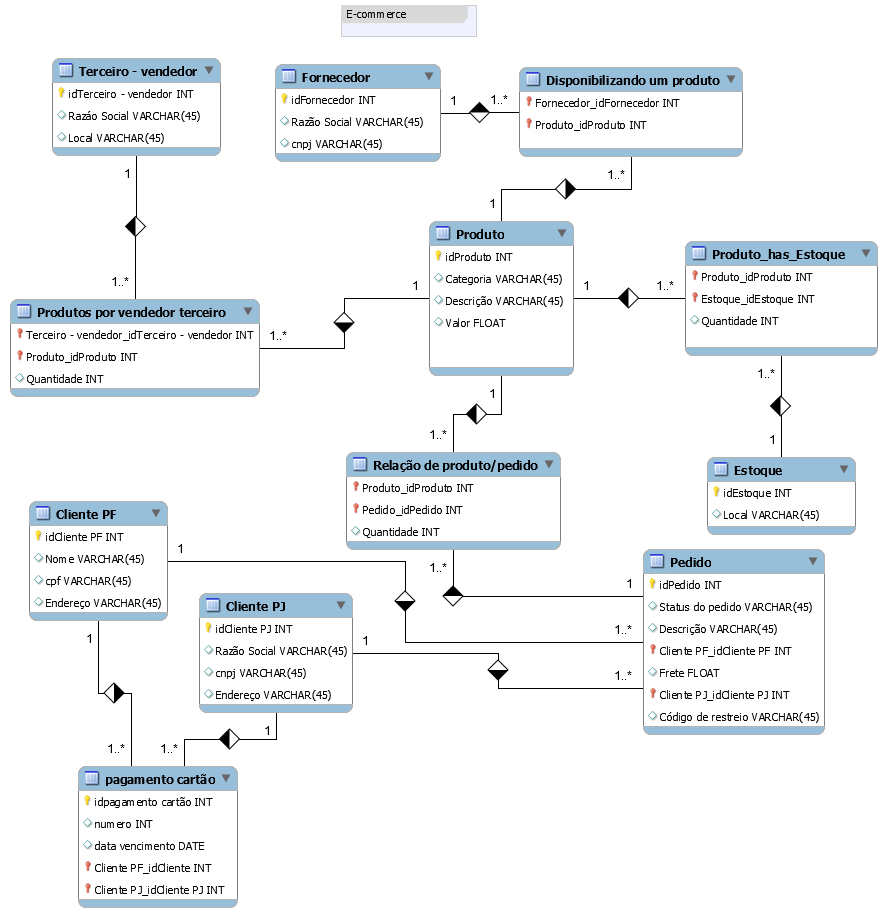 E-commerce
Terceiro - vendedor
idTerceiro - vendedor INT
Razáo Social VARCHAR(45)
Local VARCHAR(45)
Fornecedor
idFornecedor INT
Razão Social VARCHAR(45)
cnpj VARCHAR(45)
1
1..*
Disponibilizando um produto
Fornecedor_idFornecedor INT
Produto_idProduto INT
1
1..*
1..*
1
Produto
idProduto INT
Categoria VARCHAR(45)
Descrição VARCHAR(45)
Valor FLOAT
Produto_has_Estoque
Produto_idProduto INT
Estoque_idEstoque INT
Quantidade INT
1
1..*
1
1..*
Produtos por vendedor terceiro
Terceiro - vendedor_idTerceiro - vendedor INT
Produto_idProduto INT
Quantidade INT
1..*
1
Estoque
idEstoque INT
Local VARCHAR(45)
1
1..*
Relação de produto/pedido
Produto_idProduto INT
Pedido_idPedido INT
Quantidade INT
1..*
1
Cliente PF
idCliente PF INT
Nome VARCHAR(45)
cpf VARCHAR(45)
Endereço VARCHAR(45)
1
1..*
Cliente PJ
idCliente PJ INT
Razão Social VARCHAR(45)
cnpj VARCHAR(45)
Endereço VARCHAR(45)
1
1..*
Pedido
idPedido INT
Status do pedido VARCHAR(45)
Descrição VARCHAR(45)
Cliente PF_idCliente PF INT
Frete FLOAT
Cliente PJ_idCliente PJ INT
Código de restreio VARCHAR(45)
1
1..*
1
1..*
pagamento cartão
idpagamento cartão INT
numero INT
data vencimento DATE
Cliente PF_idCliente INT
Cliente PJ_idCliente PJ INT